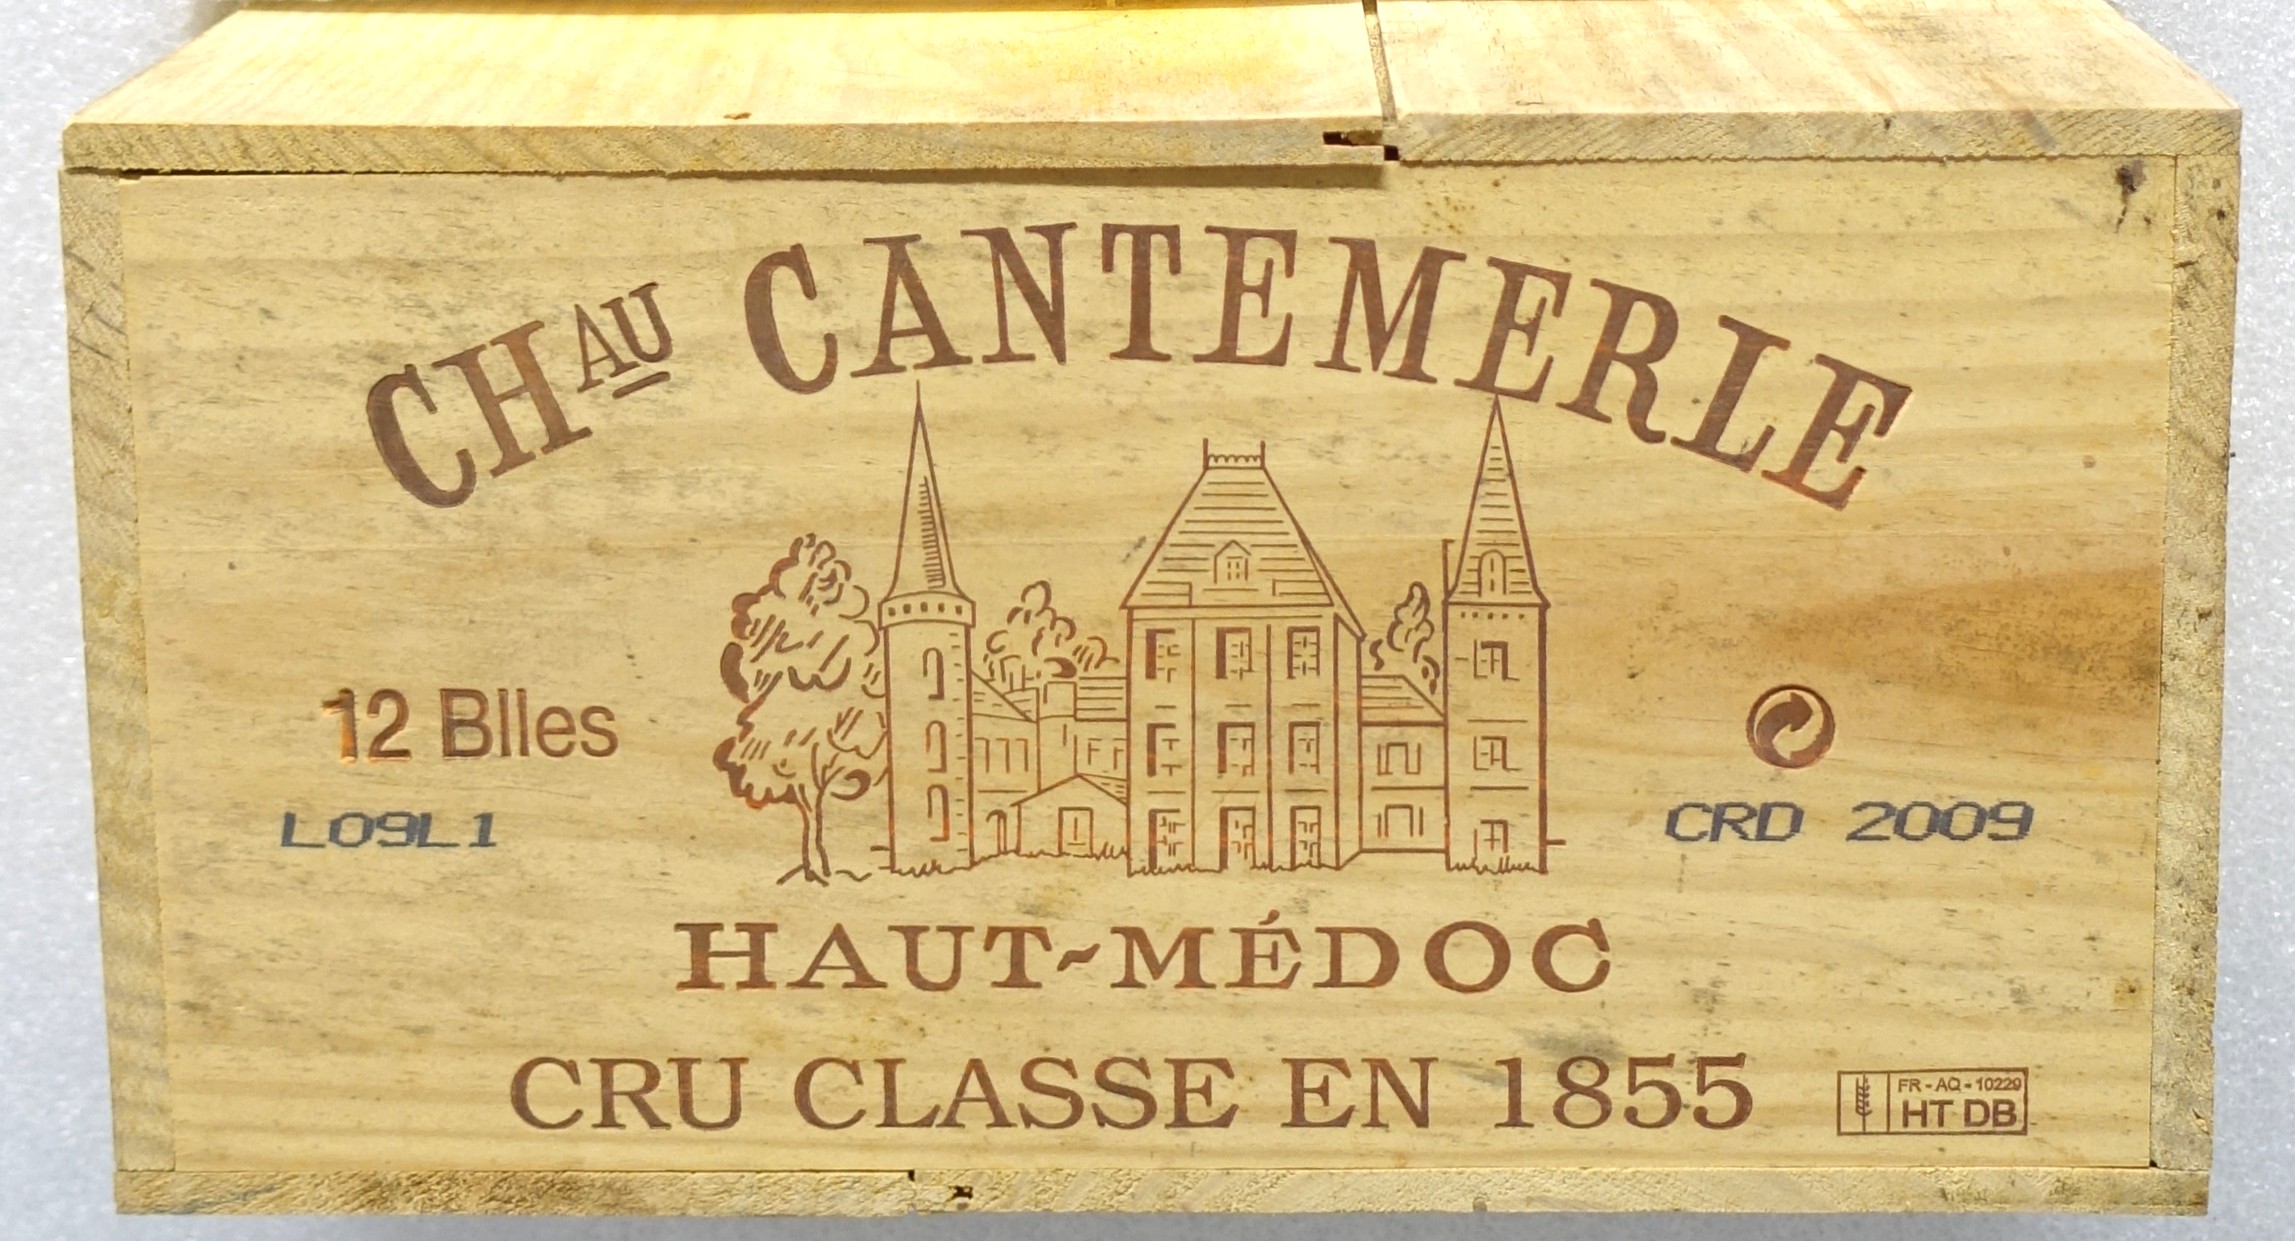 CHAU CANTEMERLE
12 Blles
L09L1
CRD 2009
HAUT-MÉDOC
CRU CLASSE EN 1855
FR-AQ-10229
HT DB